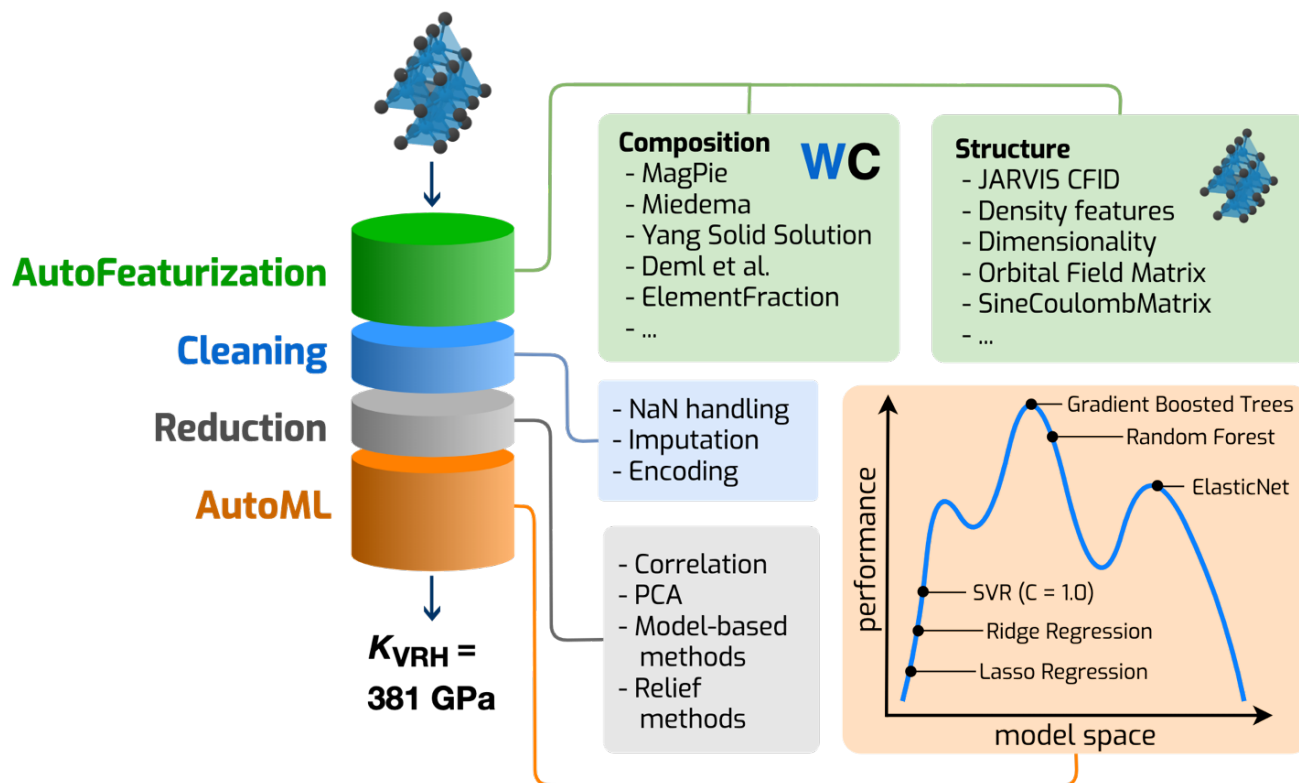 AutoFeaturization
Cleaning
Reduction
AutoML
K VRH =
381 GPa
Composition
WC
- MagPie
- Miedema
- Yang Solid Solution
- Deml et al.
- ElementFraction
- ...
Structure
- JARVIS CFID
- Density features
- Dimensionality
- Orbital Field Matrix
- SineCoulombMatrix
- ...
- NaN handling
- Imputation
- Encoding
- Correlation
- PCA
- Model-based
methods
- Relief
methods
performance
Gradient Boosted Trees
Random Forest
ElasticNet
SVR (C = 1.0)
Ridge Regression
Lasso Regression
model space